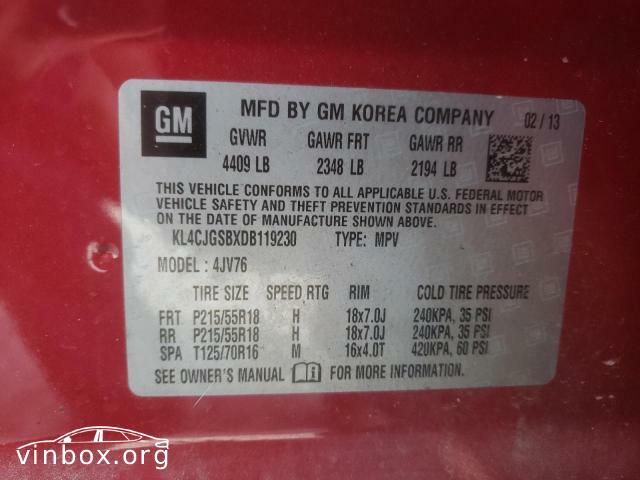 GM
MFD BY GM KOREA COMPANY 02 / 13
GVWR GAWR FRT GAWR RR
4409 LB 2348 LB 2194 LB
THIS VEHICLE CONFORMS TO ALL APPLICABLE U.S. FEDERAL MOTOR
VEHICLE SAFETY AND THEFT PREVENTION STANDARDS IN EFFECT
ON THE DATE OF MANUFACTURE SHOWN ABOVE.
KL4CJGSBXDB119230 TYPE: MPV
MODEL : 4JV76
TIRE SIZE SPEED RTG RIM COLD TIRE PRESSURE
FRT P215/55R18 H 18x7.0J 240KPA, 35 PSI
RR P215/55R18 H 18x7.0J 240KPA, 35 PSI
SPA T125/70R16 M 16x4.0T 420KPA, 60 PSI
SEE OWNER'S MANUAL FOR MORE INFORMATION.
vinbox.org